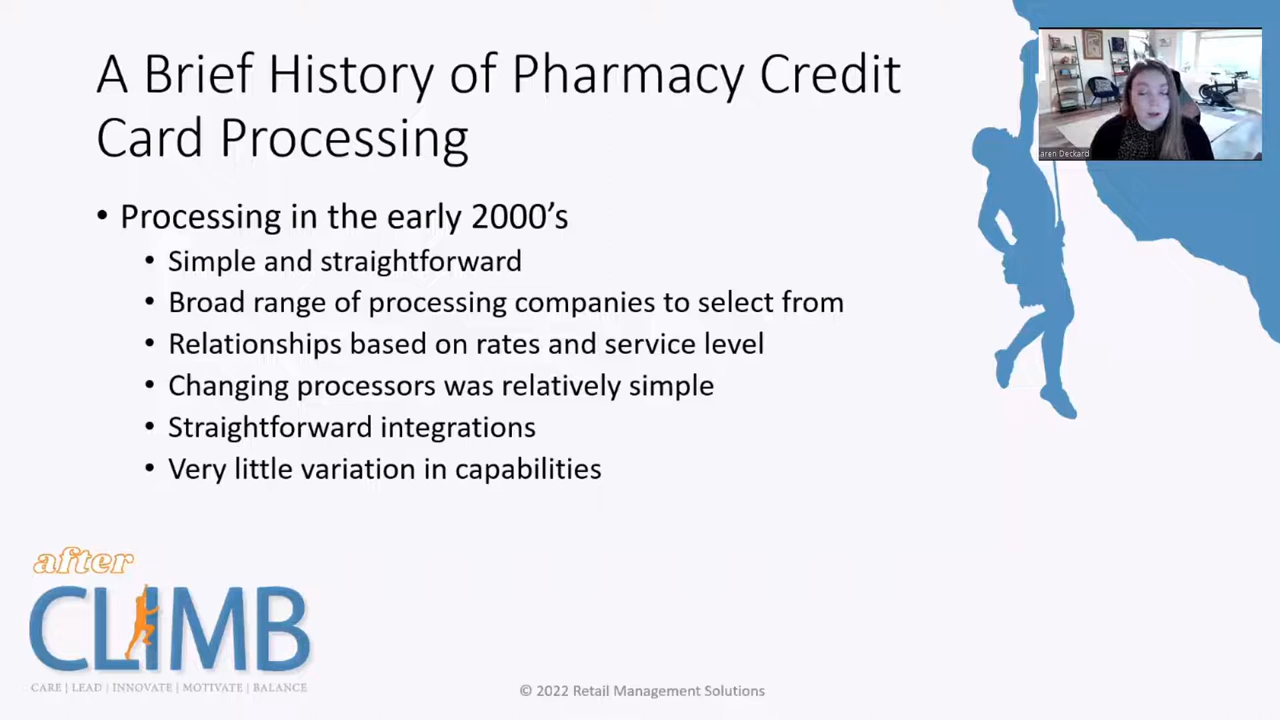 A Brief History of Pharmacy Credit
Card Processing
aren Deckard
• Processing in the early 2000's
• Simple and straightforward
• Broad range of processing companies to select from
• Relationships based on rates and service level
• Changing processors was relatively simple
• Straightforward integrations
• Very little variation in capabilities
after
CLIMB
CARE | LEAD | INNOVATE | MOTIVATE | BALANCE
© 2022 Retail Management Solutions